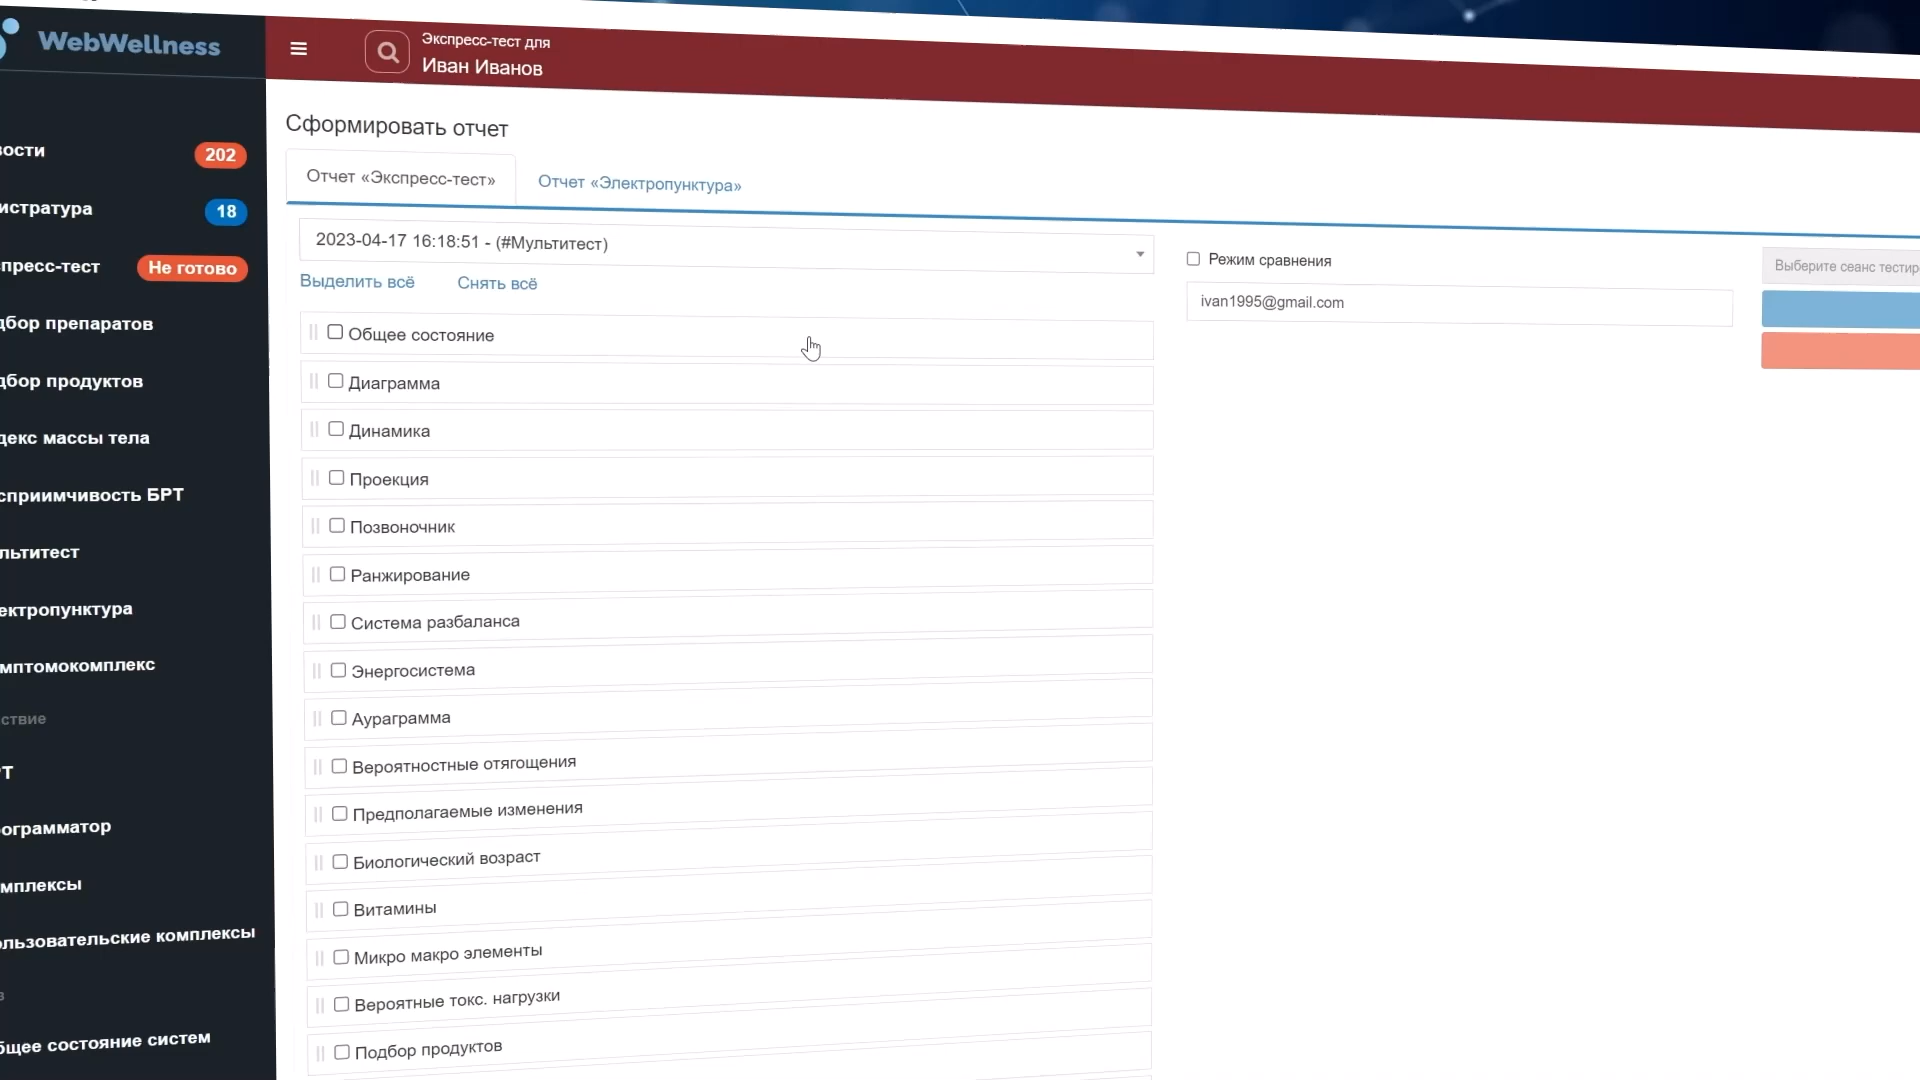 WebWellness
Экспресс-тест для
Иван Иванов
вости
202
истратура
18
пресс-тест
Не готово
дбор препаратов
дбор продуктов
декс массы тела
сприимчивость БРТ
льтитест
ектропунктура
мптомокомплекс
ствие
РТ
ограмматор
мплексы
ользовательские комплексы
з
бщее состояние систем
Сформировать отчет
Отчет «Экспресс-тест»
Отчет «Электропунктура»
2023-04-17 16:18:51 - (#Мультитест)
Выделить всё
Снять всё
Общее состояние
Диаграмма
Динамика
Проекция
Позвоночник
Ранжирование
Система разбаланса
Энергосистема
Аураграмма
Вероятностные отягощения
Предполагаемые изменения
Биологический возраст
Витамины
Микро макро элементы
Вероятные токс. нагрузки
Подбор продуктов
Режим сравнения
ivan1995@gmail.com
Выберите сеанс тестир